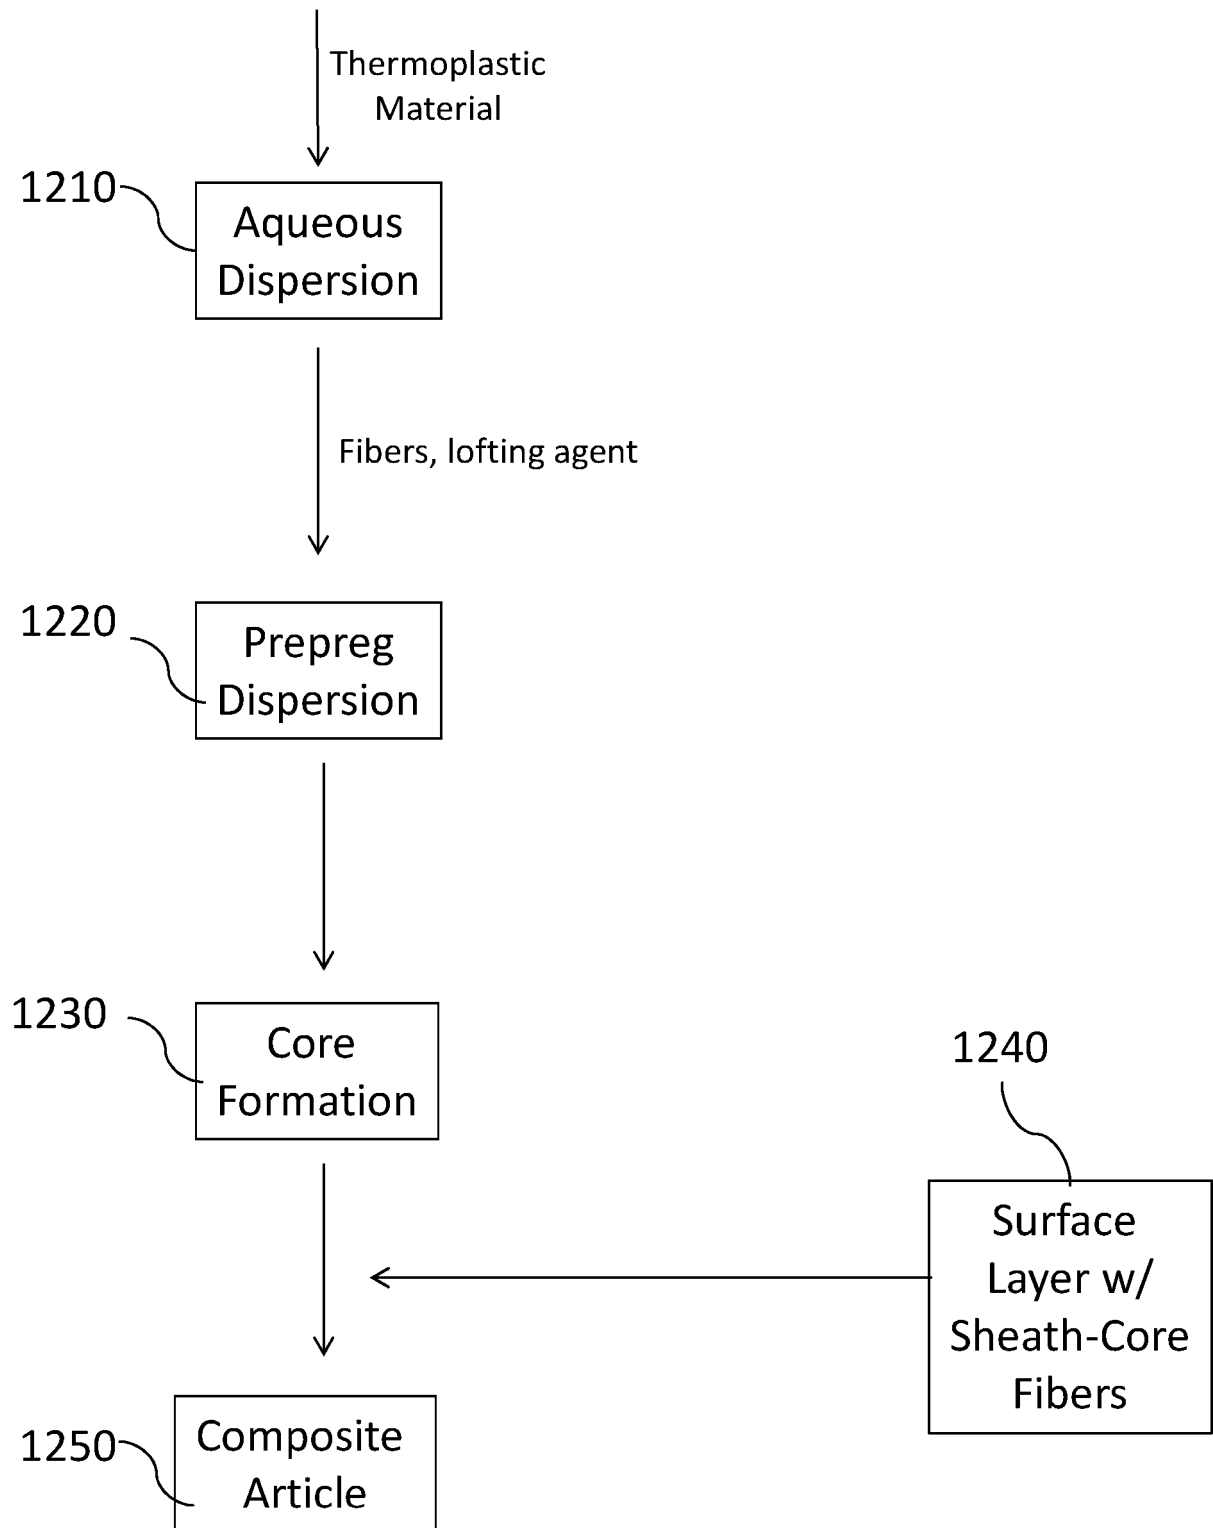 Thermoplastic
Material
1210
Aqueous
Dispersion
Fibers, lofting agent
1220
Prepreg
Dispersion
1230
Core
Formation
1240
Surface
Layer w/
Sheath-Core
Fibers
1250
Composite
Article